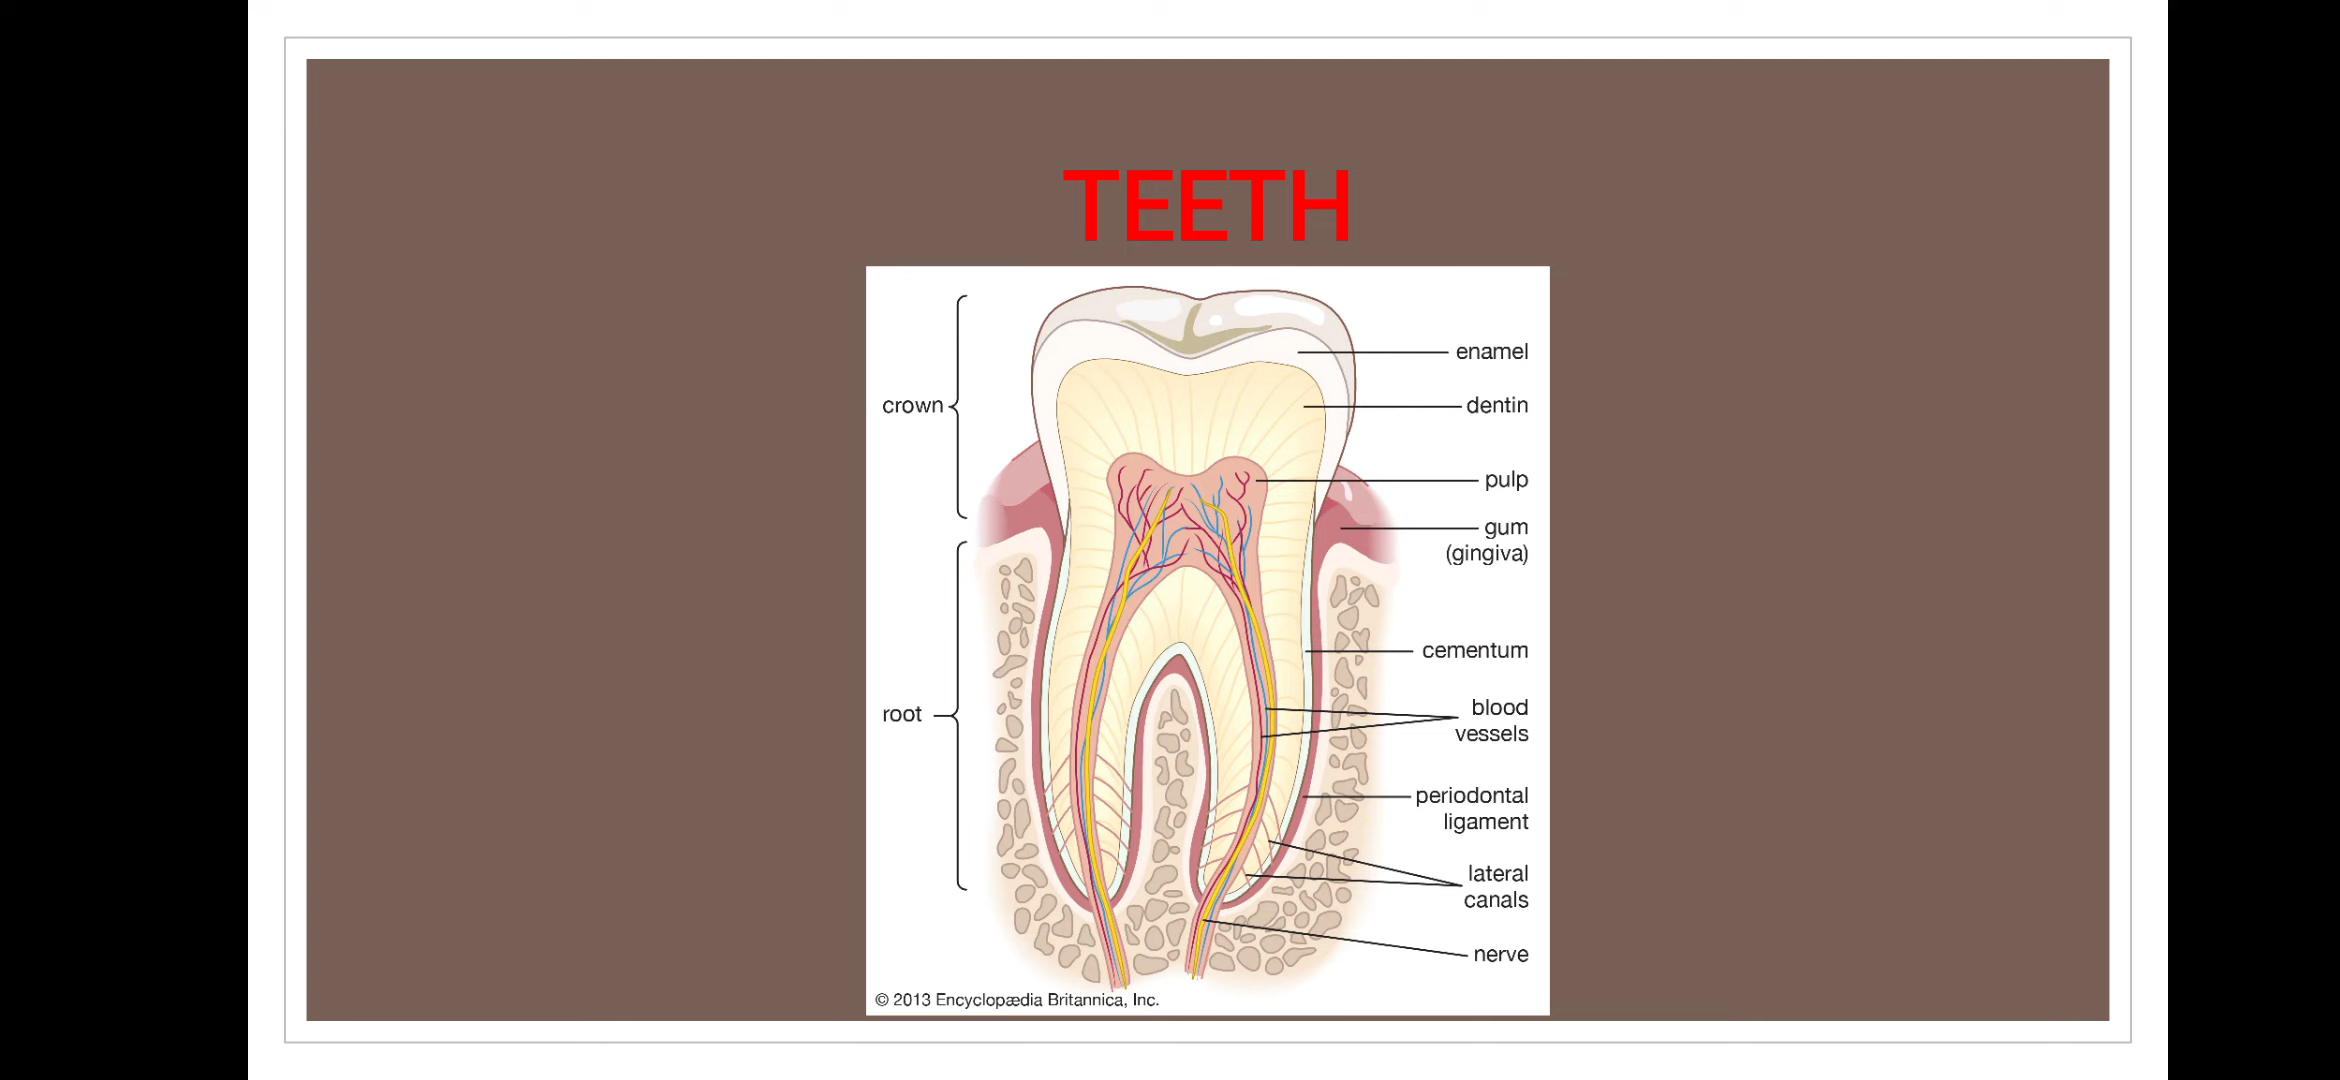 TEETH
crown
root
enamel
dentin
pulp
gum
(gingiva)
cementum
blood
vessels
periodontal
ligament
lateral
canals
nerve
© 2013 Encyclopædia Britannica, Inc.